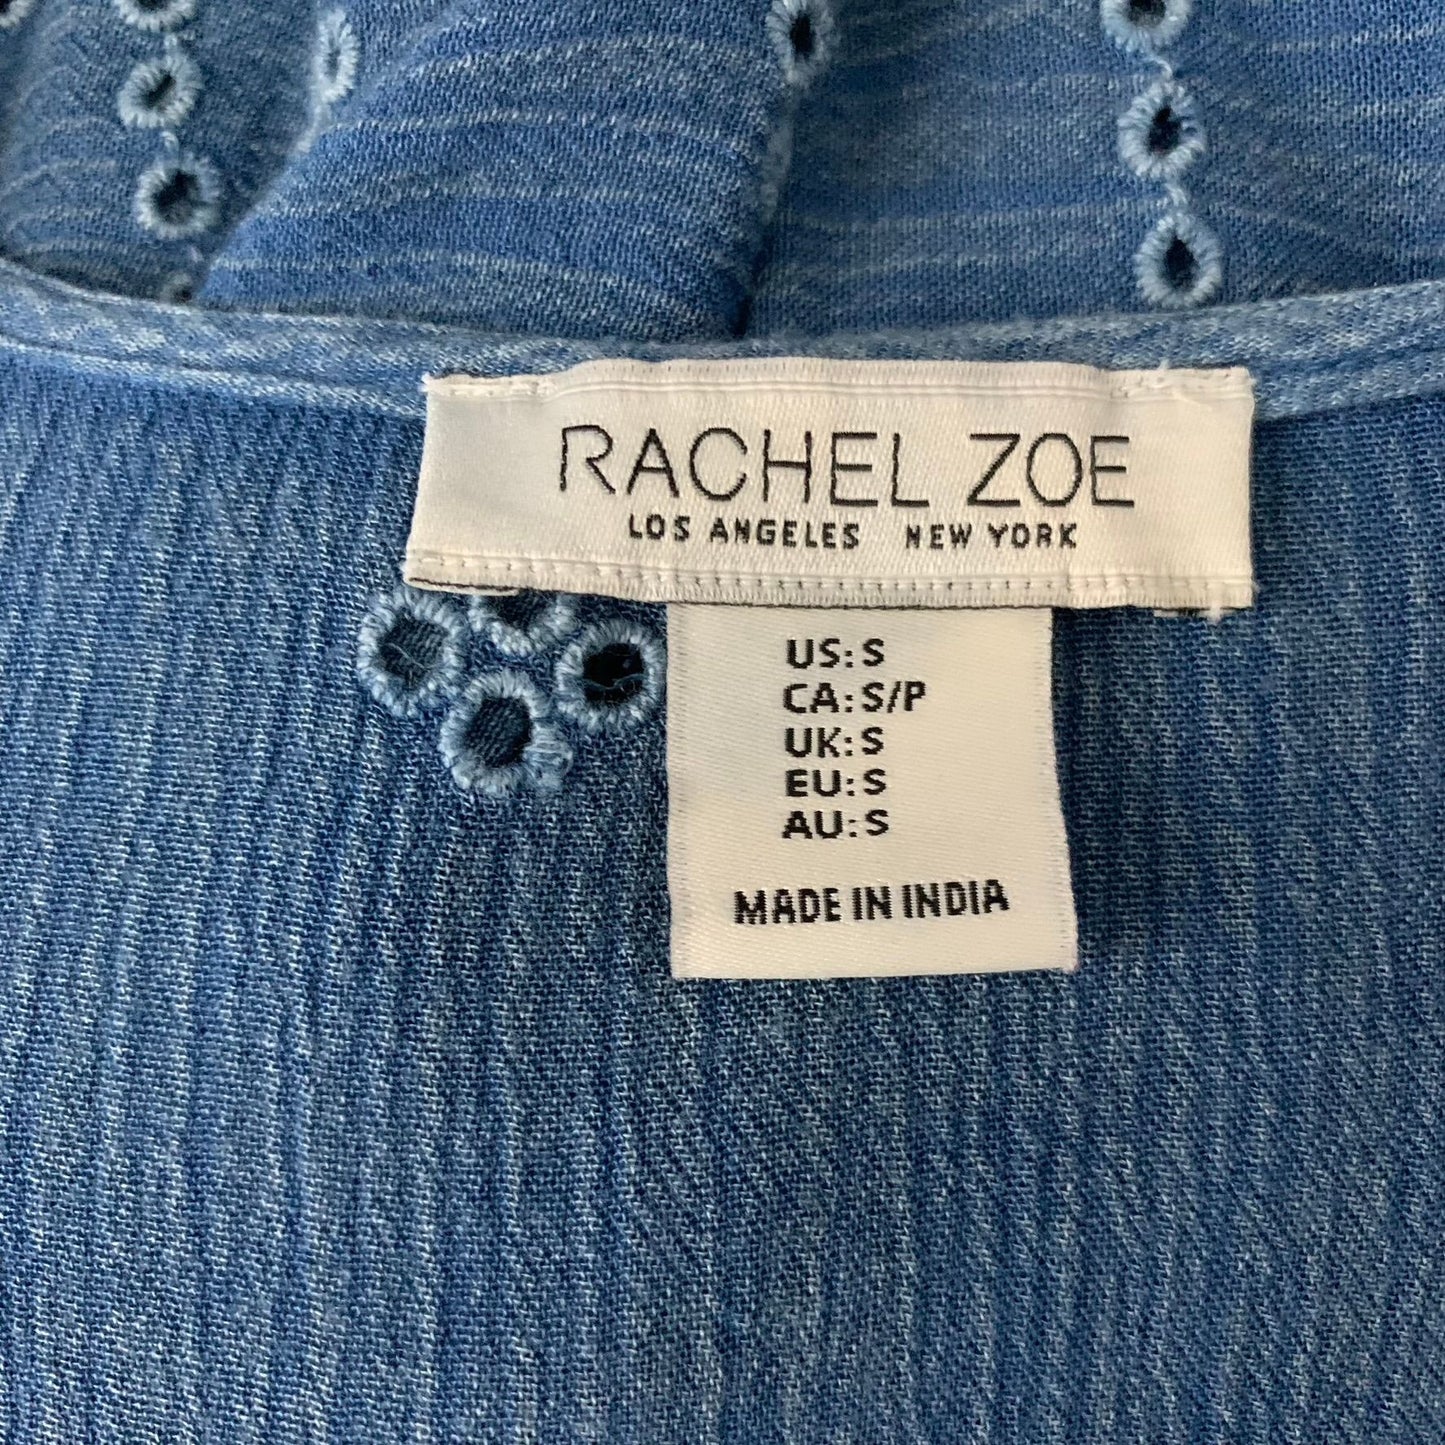 RACHEL ZOE
LOS ANGELES NEW YORK
US: S
CA: S/P
UK: S
EU: S
AU: S
MADE IN INDIA